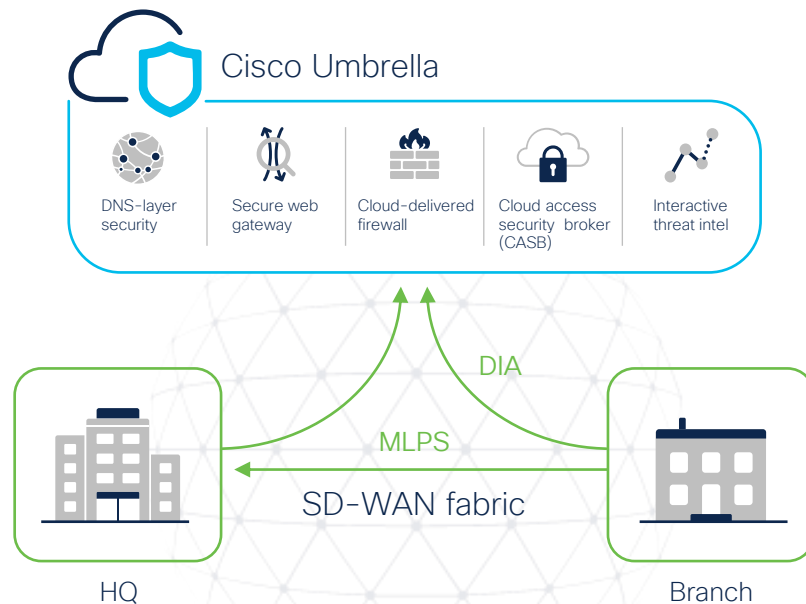 Cisco Umbrella
DNS-layer
security
Secure web
gateway
Cloud-delivered
firewall
Cloud access
security broker
(CASB)
Interactive
threat intel
DIA
MLPS
SD-WAN fabric
HQ
Branch